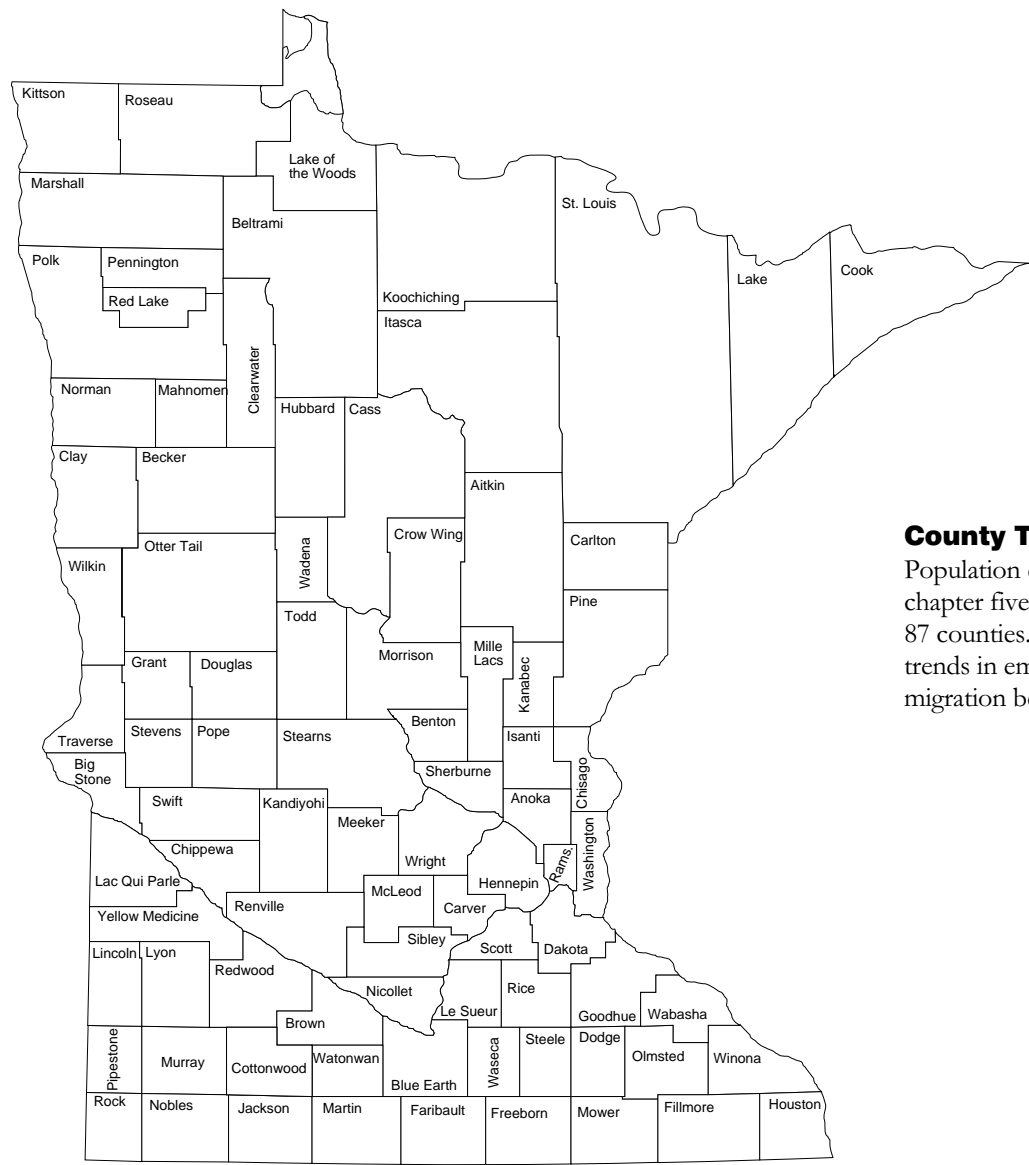 Kittson
Roseau
Lake of
the Woods
Marshall
St. Louis
Beltrami
Polk
Pennington
Lake
Cook
Koochiching
Red Lake
Itasca
Clearwater
Norman
Mahnomen
Hubbard
Cass
Clay
Becker
Aitkin
Crow Wing
Carlton
Otter Tail
Wadena
Wilkin
Pine
Todd
Mille
Lacs
Morrison
Kanabec
Grant
Douglas
Benton
Traverse
Stevens
Pope
Stearns
Isanti
Chisago
Big
Stone
Sherburne
Swift
Kandiyohi
Anoka
Meeker
Chippewa
Wright
Rams.
Washington
Lac Qui Parle
McLeod
Hennepin
Yellow Medicine
Renville
Carver
Sibley
Scott
Dakota
Lincoln
Lyon
Redwood
Nicollet
Rice
Le Sueur
Goodhue
Wabasha
Brown
Pipestone
Murray
Cottonwood
Watonwan
Blue Earth
Waseca
Steele
Dodge
Olmsted
Winona
Rock
Nobles
Jackson
Martin
Faribault
Freeborn
Mower
Fillmore
Houston
County T
Population
chapter five
87 counties.
trends in em
migration be